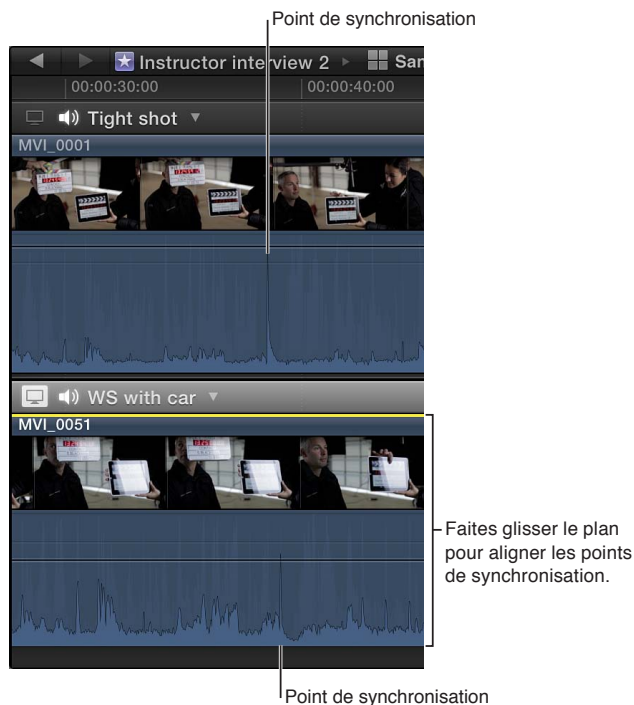 Point de synchronisation
Instructor interview 2 San
00:00:30:00 00:00:40:00
Tight shot
MVI_0001
WS with car
MVI_0051
Faites glisser le plan
pour aligner les points
de synchronisation.
Point de synchronisation